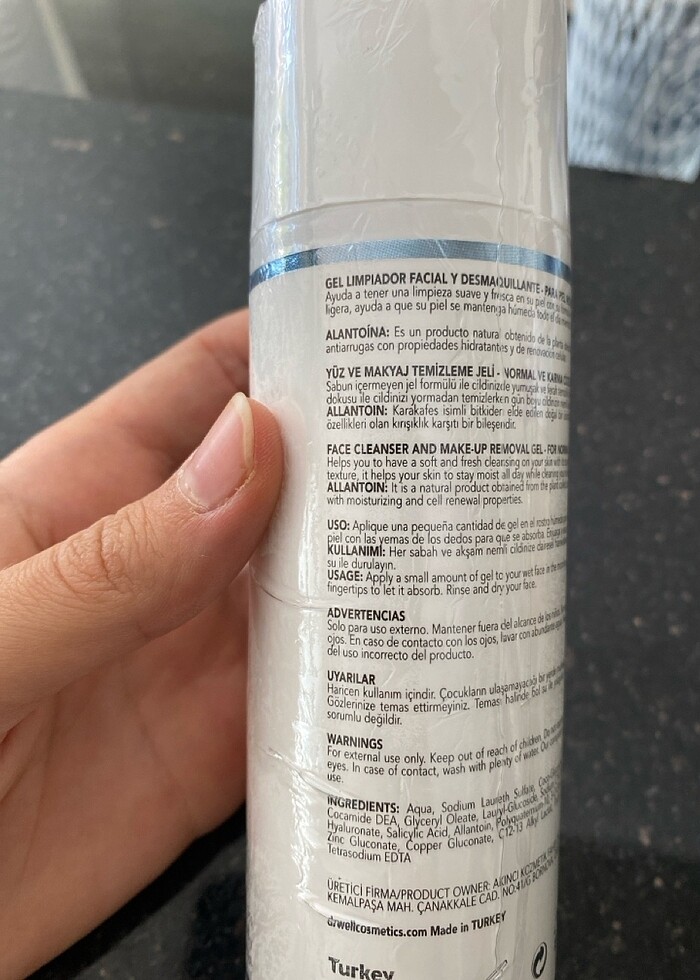 GEL LIMPIADOR FACIAL Y DESMAQUILLANTE - PARA PIEL
Ayuda a tener una limpieza suave y fresca en su piel con su
ligera, ayuda a que su piel se mantenga húmeda todo el día
ALANTOÍNA: Es un producto natural obtenido de la planta
antiarrugas con propiedades hidratantes y de renovación celular.
YÜZ VE MAKYAJ TEMİZLEME JELİ - NORMAL VE KARMA
Sabun içermeyen jel formülü ile cildinizde yumuşak ve ferah
dokusu ile cildinizi yormadan temizlerken gün boyu
ALLANTOIN: Karakafes isimli bitkiden elde edilen doğal bir
özellikleri olan kırışıklık karşıtı bir bileşendir.
FACE CLEANSER AND MAKE-UP REMOVAL GEL - FOR
Helps you to have a soft and fresh cleansing on your skin with
texture, it helps your skin to stay moist all day while cleansing
ALLANTOIN: It is a natural product obtained from the plant
with moisturizing and cell renewal properties.
USO: Aplique una pequeña cantidad de gel en el rostro húmedo
piel con las yemas de los dedos para que se absorba.
KULLANIMI: Her sabah ve akşam nemli cildinize
su ile durulayın.
USAGE: Apply a small amount of gel to your wet face in the
fingertips to let it absorb. Rinse and dry your face.
ADVERTENCIAS
Solo para uso externo. Mantener fuera del alcance de los niños.
ojos. En caso de contacto con los ojos, lavar con abundante
del uso incorrecto del producto.
UYARILAR
Haricen kullanım içindir. Çocukların ulaşamayacağı bir yerde
Gözlerinize temas ettirmeyiniz. Temas halinde bol su ile
sorumlu değildir.
WARNINGS
For external use only. Keep out of reach of children. Do not
eyes. In case of contact, wash with plenty of water. Our
use.
INGREDIENTS: Aqua, Sodium Laureth Sulfate,
Cocamide DEA, Glyceryl Oleate, Lauryl Glucoside,
Hyaluronate, Salicylic Acid, Allantoin,
Zinc Gluconate, Copper Gluconate, C12-13 Alkyl
Tetrasodium EDTA
ÜRETİCİ FİRMA/PRODUCT OWNER: AKINCI KOZMETİK
KEMALPAŞA MAH. ÇANAKKALE CAD. BORNOVA
drwellcosmetics.com Made in TURKEY
Turkey